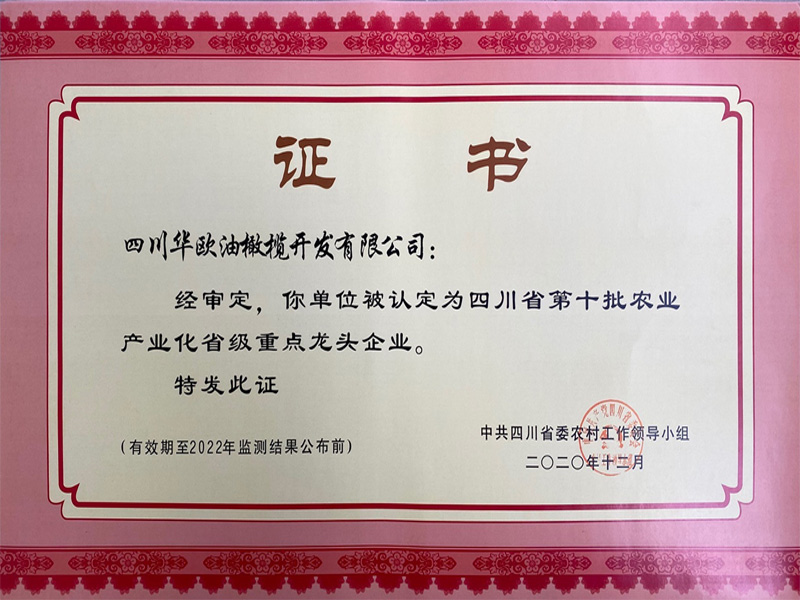 证书
四川华欧油橄榄开发有限公司：
经审定，你单位被认定为四川省第十批农业
产业化省级重点龙头企业。
特发此证
（有效期至2022年监测结果公布前）
中共四川省委农村工作领导小组
二〇二〇年十二月